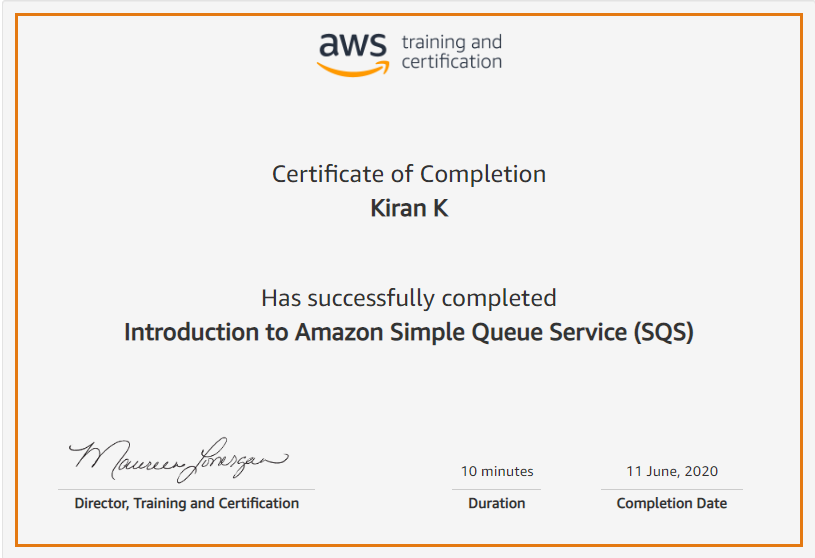 aws training and
certification
Certificate of Completion
Kiran K
Has successfully completed
Introduction to Amazon Simple Queue Service (SQS)
Maureen Lonergan
10 minutes
11 June, 2020
Director, Training and Certification
Duration
Completion Date